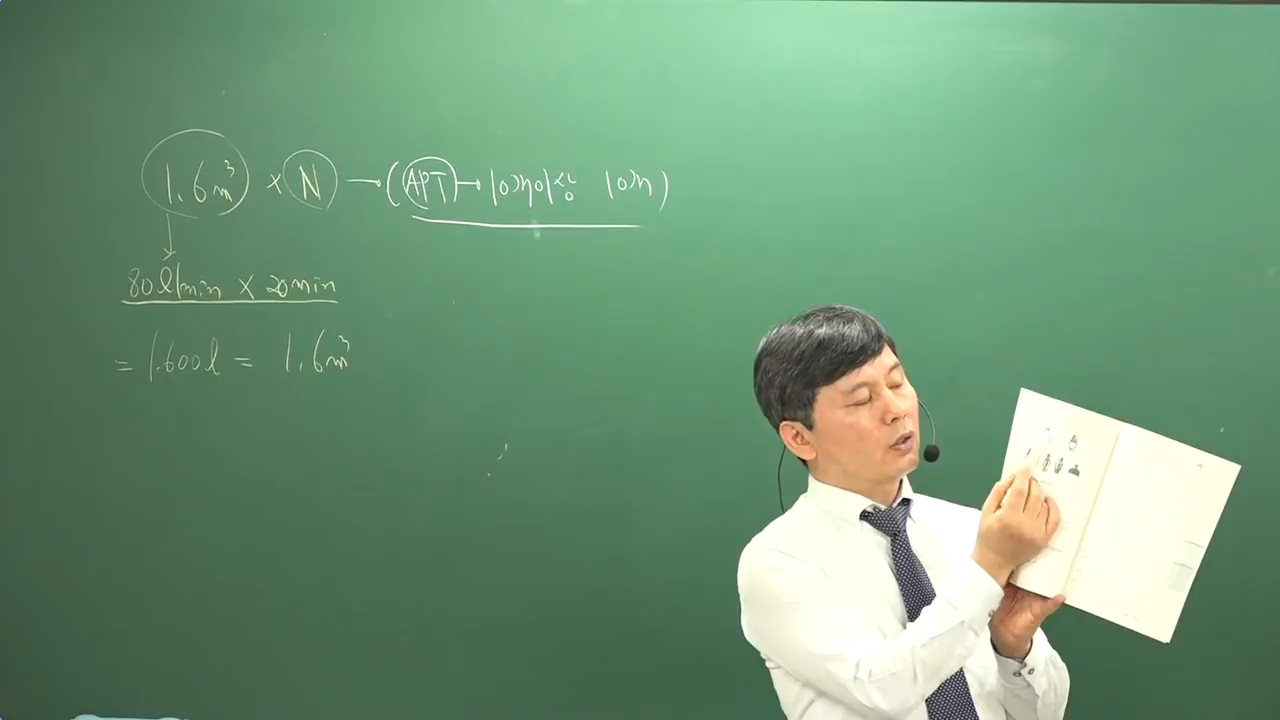 1.6m³ × N → (APT → 10개이상 10개)
80l/min × 20min
= 1.600l = 1.6m³